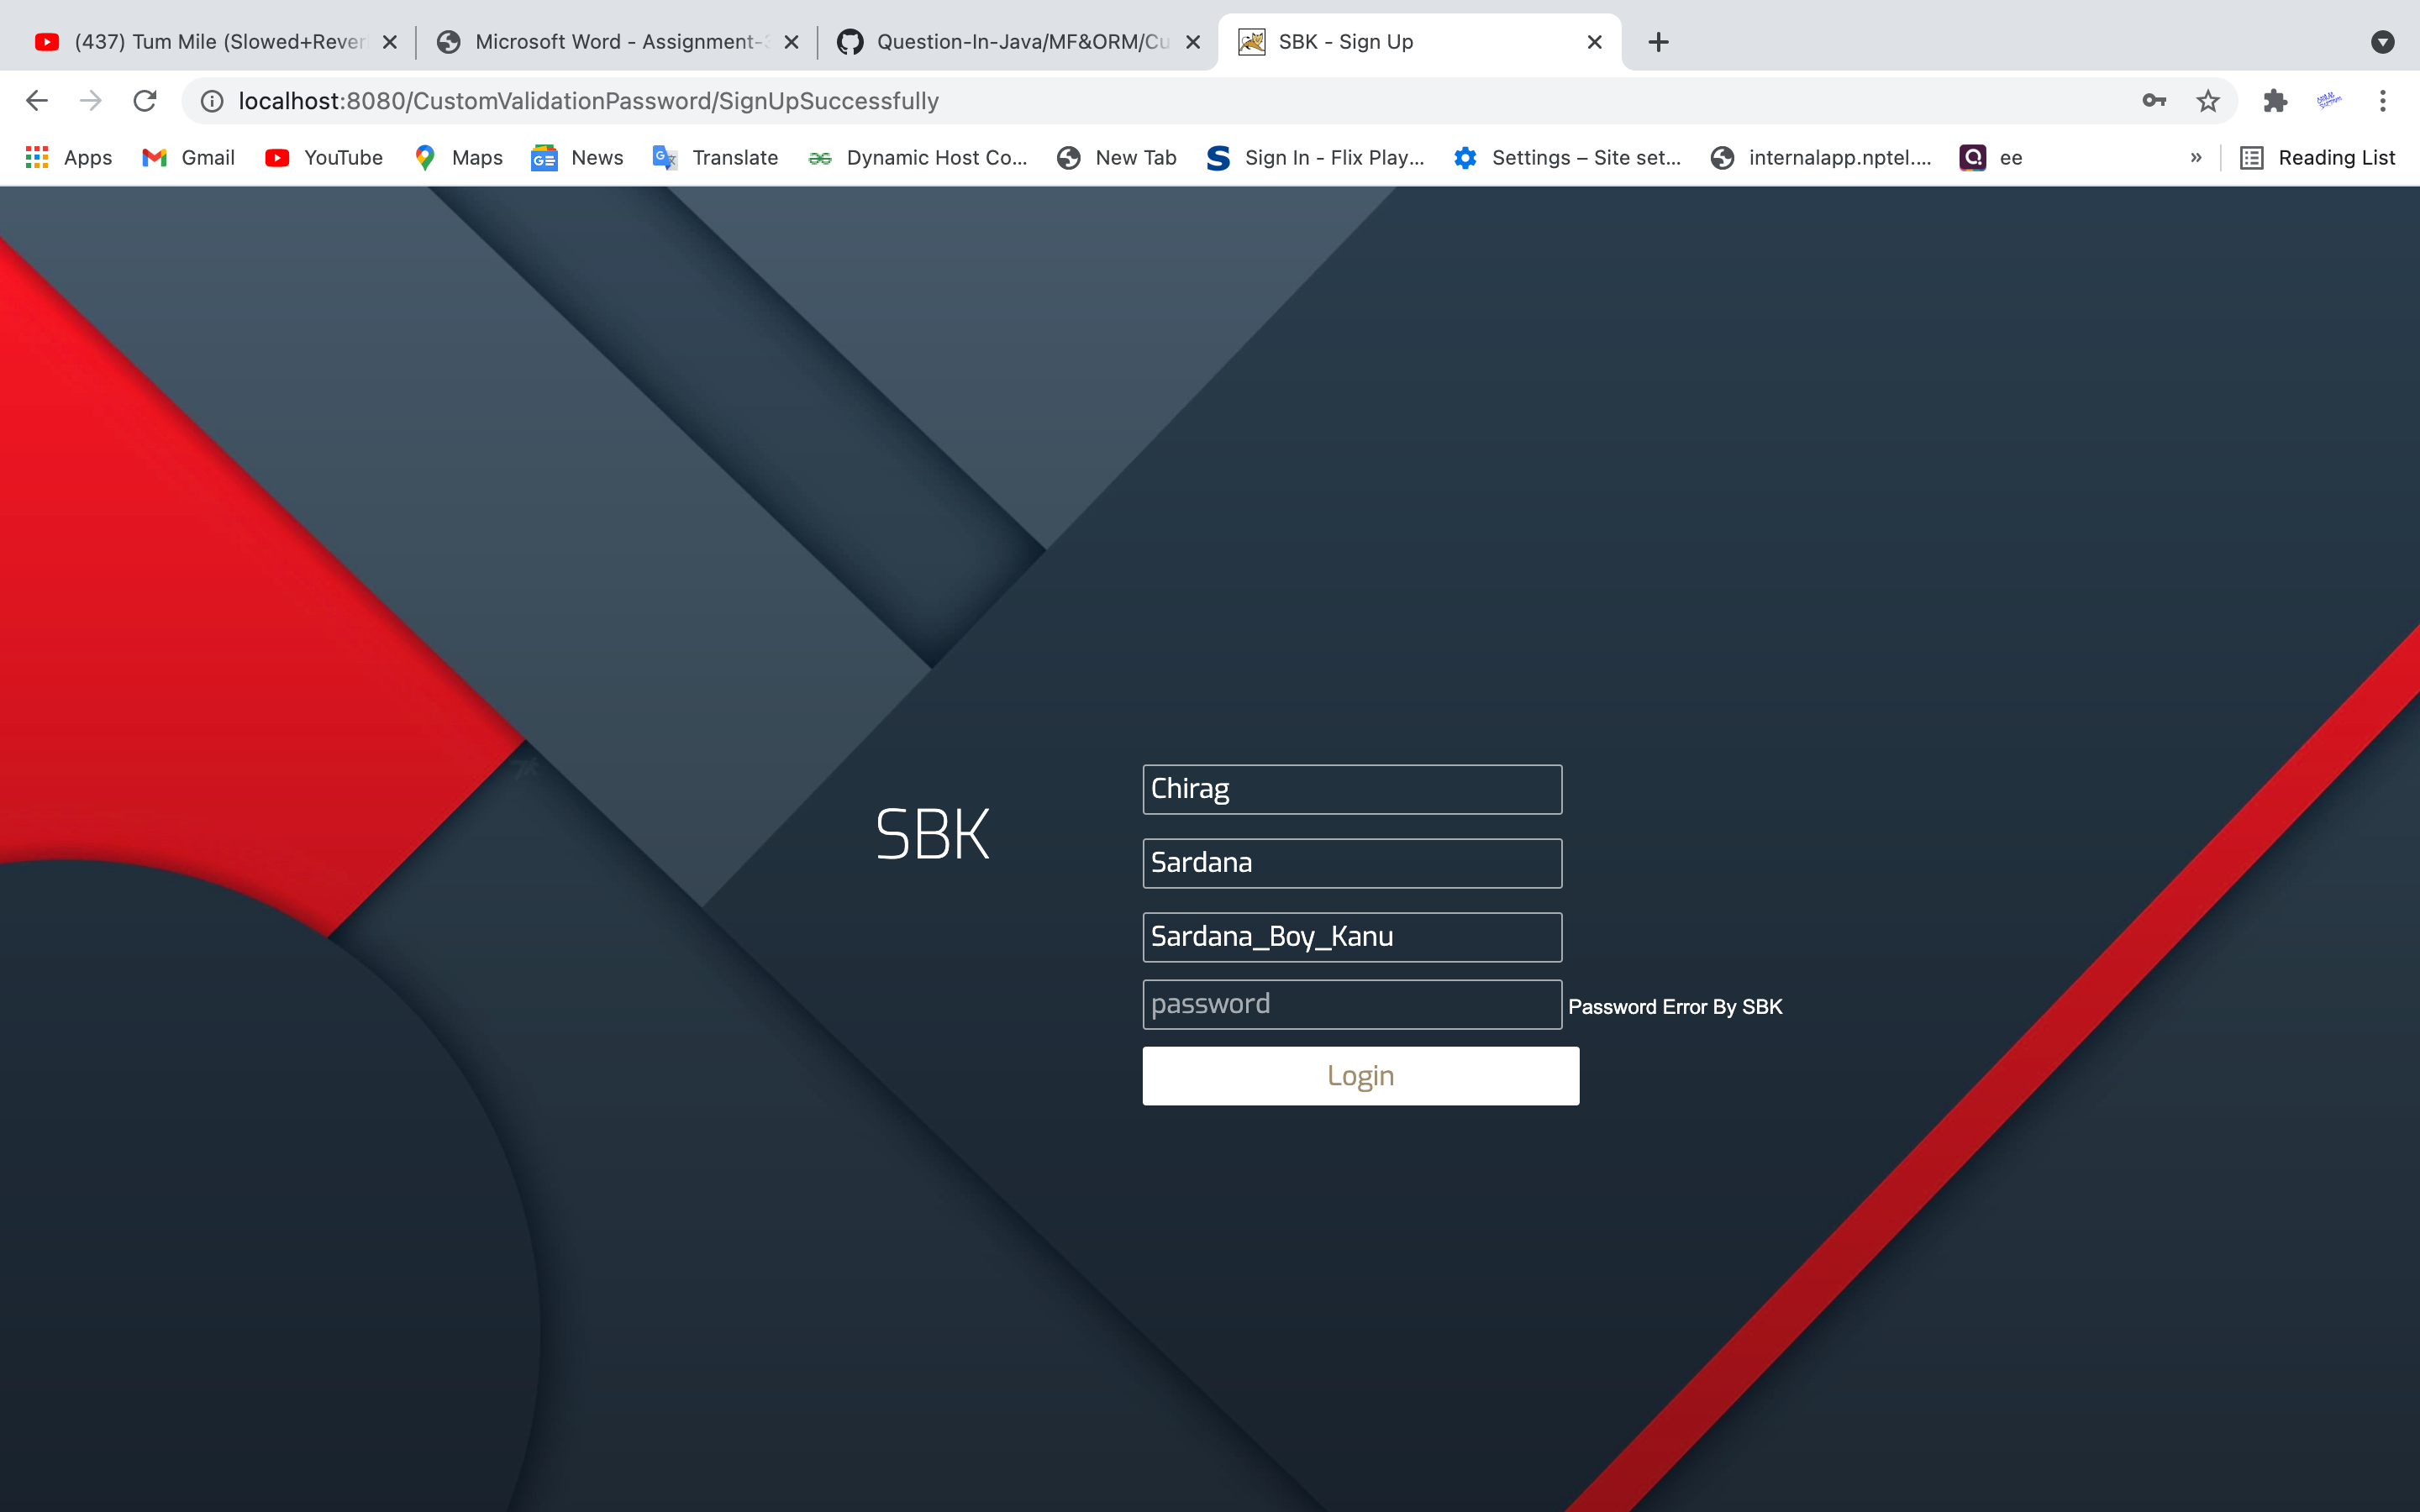 (437) Tum Mile (Slowed+Rever
Microsoft Word - Assignment-
Question-In-Java/MF&ORM/Cu
SBK - Sign Up
localhost:8080/CustomValidationPassword/SignUpSuccessfully
Apps
Gmail
YouTube
Maps
News
Translate
Dynamic Host Co...
New Tab
Sign In - Flix Play...
Settings – Site set...
internalapp.nptel....
ee
»
Reading List
SBK
Chirag
Sardana
Sardana_Boy_Kanu
password
Password Error By SBK
Login